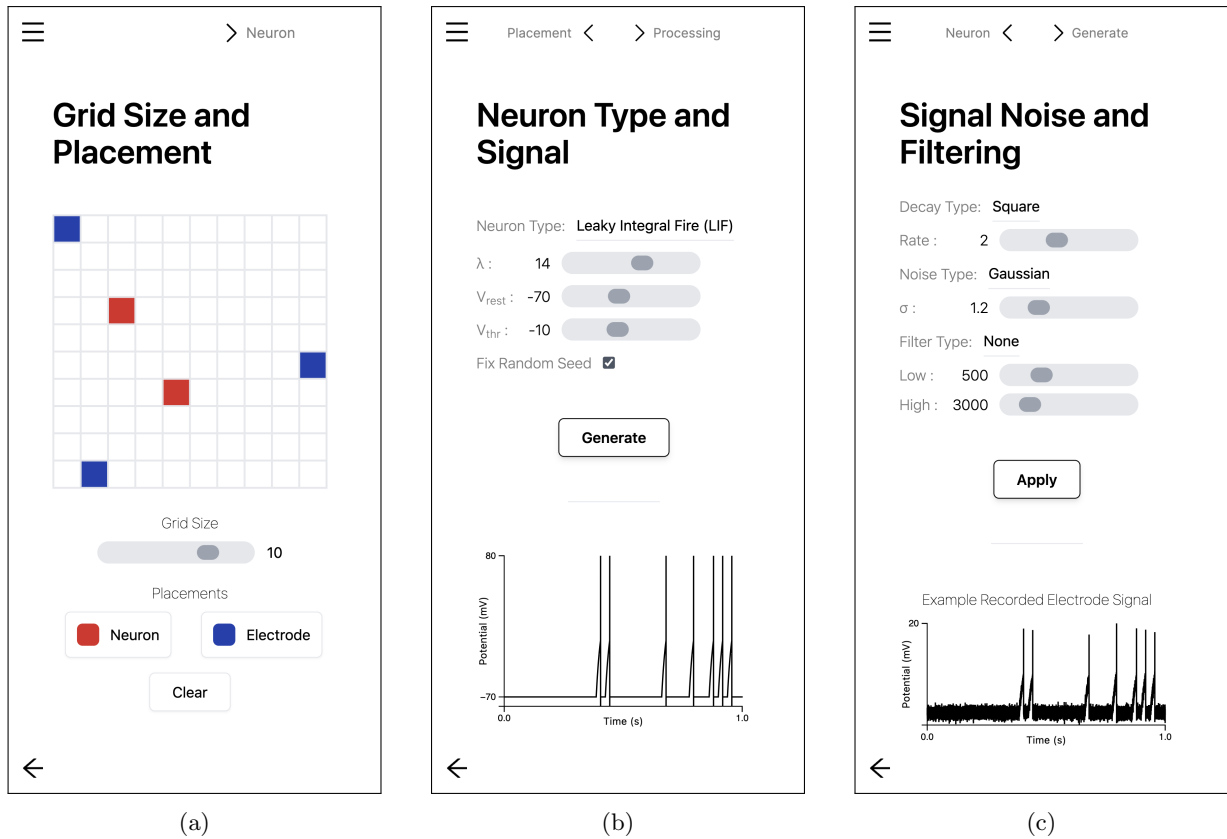 Neuron
Grid Size and
Placement
Grid Size
10
Placements
Neuron
Electrode
Clear
(a)
Placement
Processing
Neuron Type and
Signal
Neuron Type: Leaky Integral Fire (LIF)
λ : 14
Vrest : -70
Vthr : -10
Fix Random Seed
Generate
80
Potential (mV)
−70
0.0
1.0
Time (s)
(b)
Neuron
Generate
Signal Noise and
Filtering
Decay Type: Square
Rate : 2
Noise Type: Gaussian
σ : 1.2
Filter Type: None
Low : 500
High : 3000
Apply
Example Recorded Electrode Signal
20
Potential (mV)
0
0.0
1.0
Time (s)
(c)